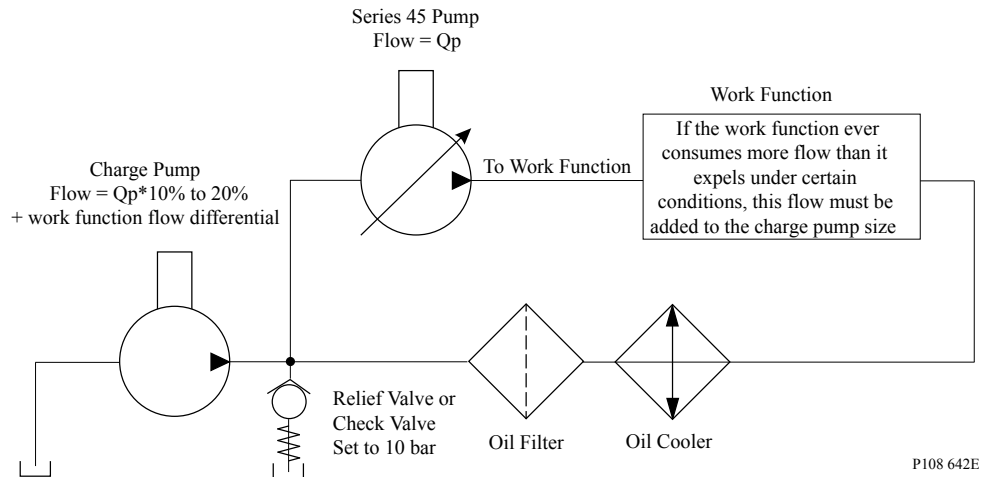 Series 45 Pump
Flow = Qp
Work Function
If the work function ever
consumes more flow than it
expels under certain
conditions, this flow must be
added to the charge pump size
To Work Function
Charge Pump
Flow = Qp*10% to 20%
+ work function flow differential
Relief Valve or
Check Valve
Set to 10 bar
Oil Filter
Oil Cooler
P108 642E